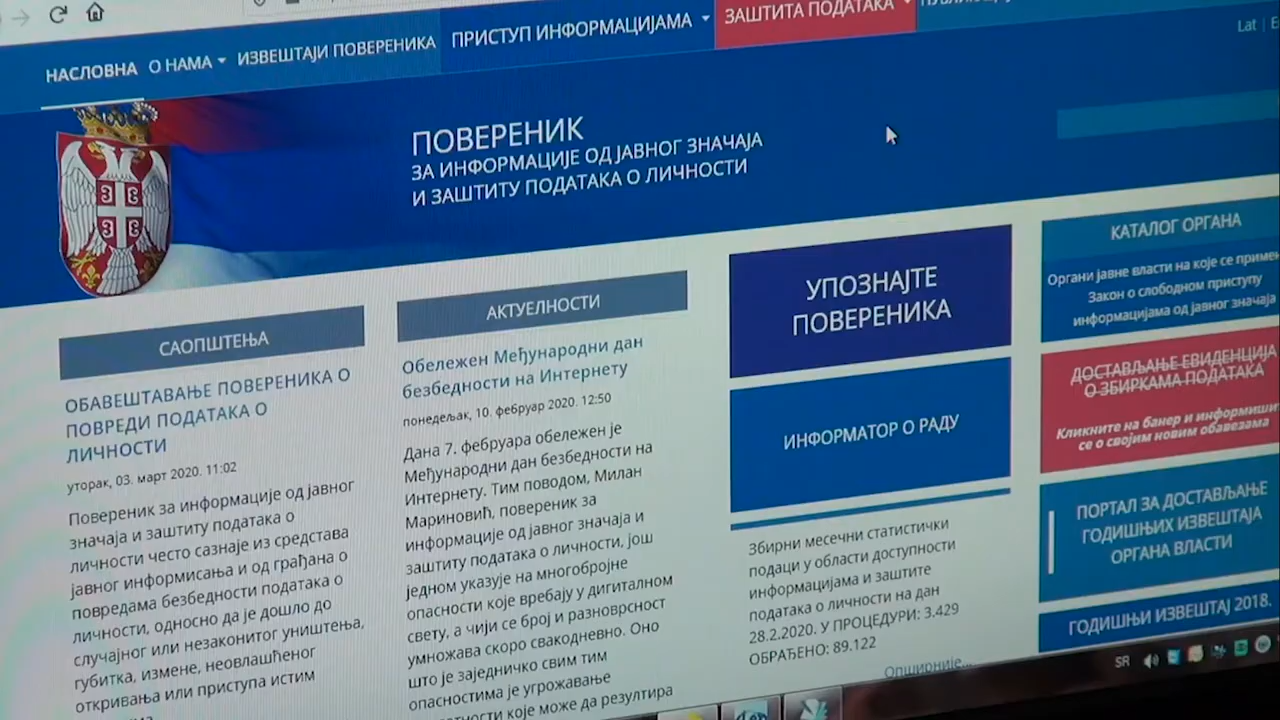 НАСЛОВНА
О НАМА
ИЗВЕШТАЈИ ПОВЕРЕНИКА
ПРИСТУП ИНФОРМАЦИЈАМА
ЗАШТИТА ПОДАТАКА
Lat
ПОВЕРЕНИК
ЗА ИНФОРМАЦИЈЕ ОД ЈАВНОГ ЗНАЧАЈА
И ЗАШТИТУ ПОДАТАКА О ЛИЧНОСТИ
САОПШТЕЊА
ОБАВЕШТАВАЊЕ ПОВЕРЕНИКА О
ПОВРЕДИ ПОДАТАКА О
ЛИЧНОСТИ
уторак, 03. март 2020. 11:02
Повереник за информације од јавног
значаја и заштиту података о
личности често сазнаје из средстава
јавног информисања и од грађана о
повредама безбедности података о
личности, односно да је дошло до
случајног или незаконитог уништења,
губитка, измене, неовлашћеног
откривања или приступа истим
АКТУЕЛНОСТИ
Обележен Међународни дан
безбедности на Интернету
понедељак, 10. фебруар 2020. 12:50
Дана 7. фебруара обележен је
Међународни дан безбедности на
Интернету. Тим поводом, Милан
Мариновић, повереник за
информације од јавног значаја и
заштиту података о личности, још
једном указује на многобројне
опасности које вребају у дигиталном
свету, а чији се број и разноврсност
умножава скоро свакодневно. Оно
што је заједничко свим тим
опасностима је угрожавање
које може да резултира
УПОЗНАЈТЕ
ПОВЕРЕНИКА
ИНФОРМАТОР О РАДУ
Збирни месечни статистички
подаци у области доступности
информацијама и заштите
података о личности на дан
28.2.2020. У ПРОЦЕДУРИ: 3.429
ОБРАЂЕНО: 89.122
Опширније...
КАТАЛОГ ОРГАНА
Органи јавне власти на које се
Закон о слободном приступу
информацијама од јавног значаја
ДОСТАВЉАЊЕ ЕВИДЕНЦИЈА
О ЗБИРКАМА ПОДАТАКА
Кликните на банер и
се о својим новим обавезама
ПОРТАЛ ЗА ДОСТАВЉАЊЕ
ГОДИШЊИХ ИЗВЕШТАЈА
ОРГАНА ВЛАСТИ
ГОДИШЊИ ИЗВЕШТАЈ 2018.
SR